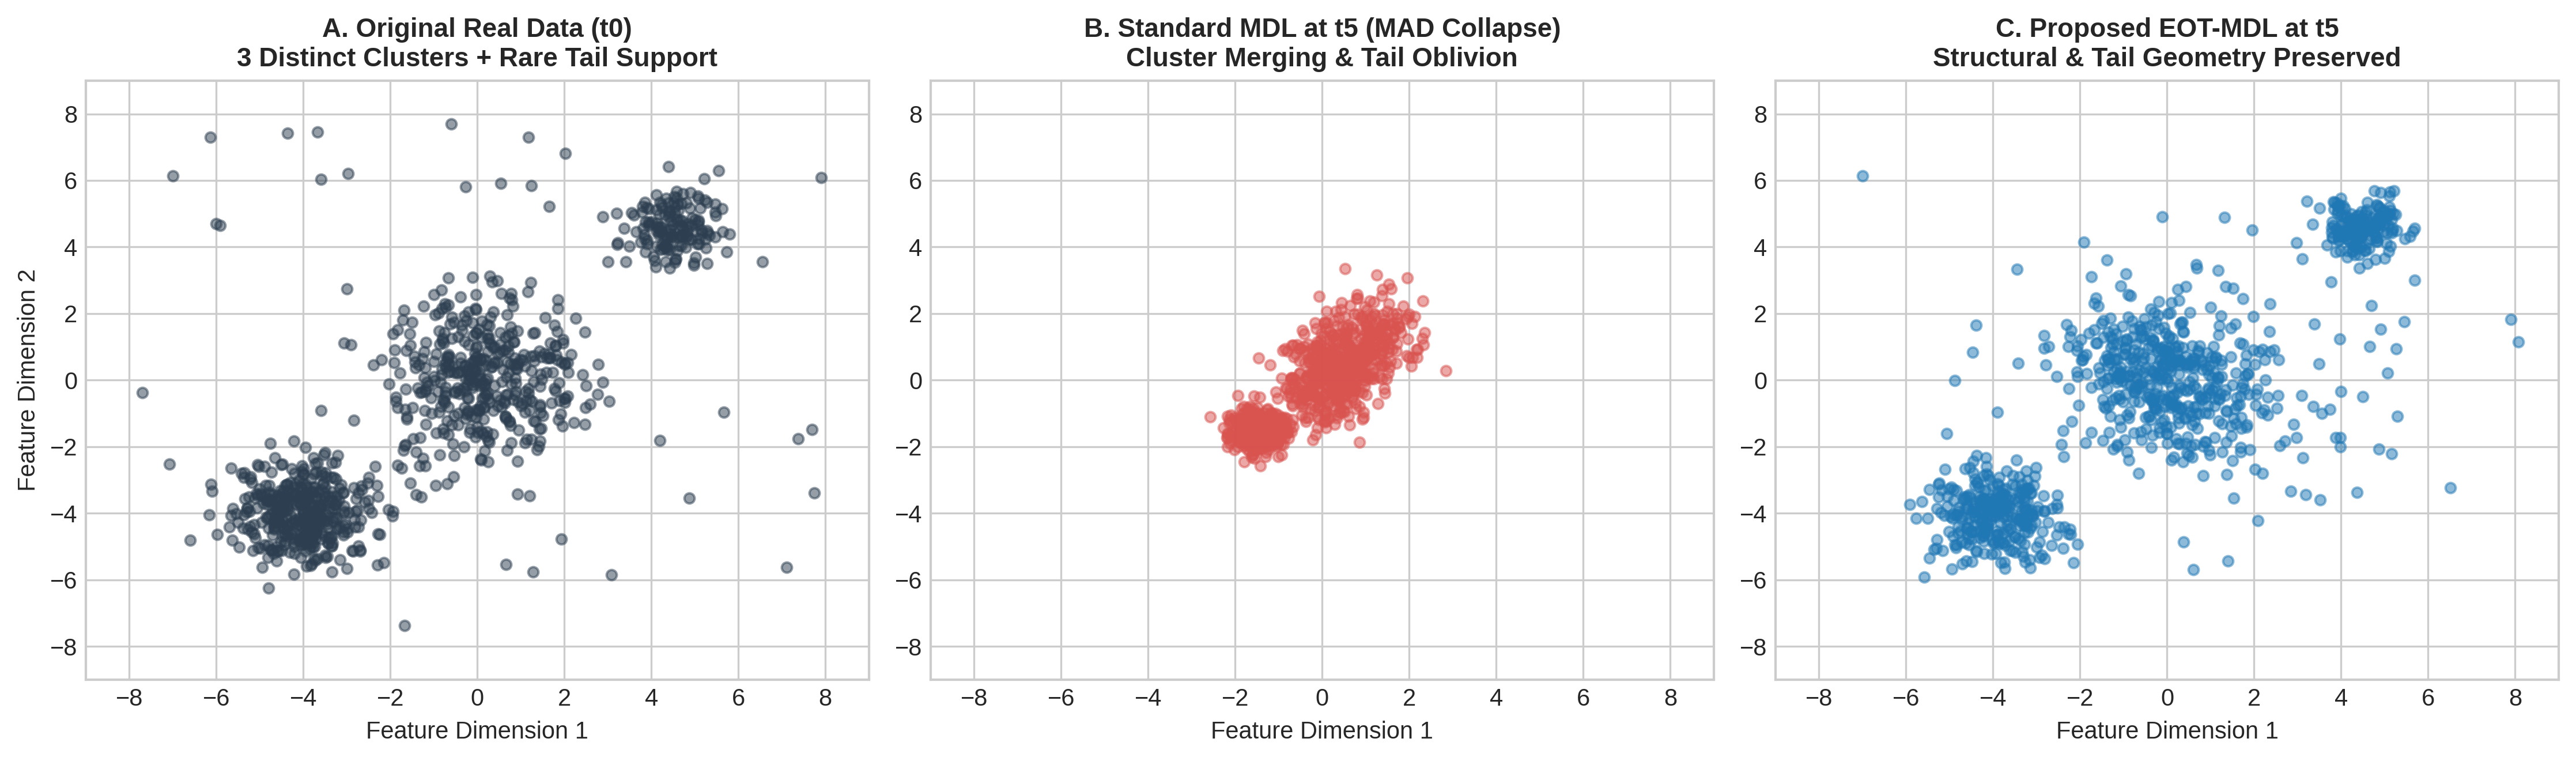 A. Original Real Data (t0)
3 Distinct Clusters + Rare Tail Support
8
6
4
2
0
−2
−4
−6
−8
Feature Dimension 2
−8 −6 −4 −2 0 2 4 6 8
Feature Dimension 1
B. Standard MDL at t5 (MAD Collapse)
Cluster Merging & Tail Oblivion
8
6
4
2
0
−2
−4
−6
−8
−8 −6 −4 −2 0 2 4 6 8
Feature Dimension 1
C. Proposed EOT-MDL at t5
Structural & Tail Geometry Preserved
8
6
4
2
0
−2
−4
−6
−8
−8 −6 −4 −2 0 2 4 6 8
Feature Dimension 1